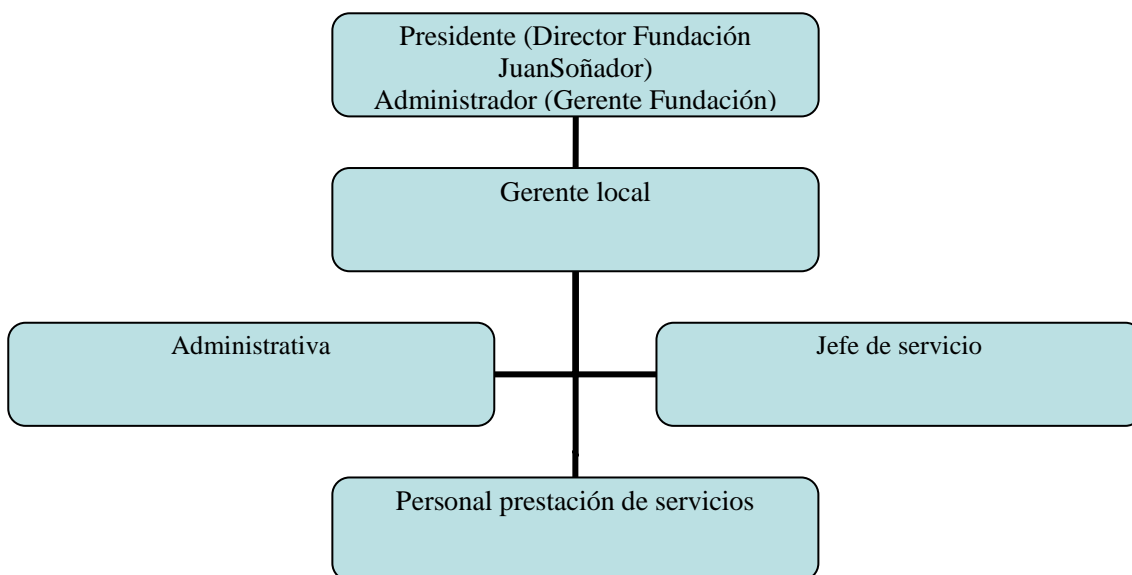 Presidente (Director Fundación
JuanSoñador)
Administrador (Gerente Fundación)
Gerente local
Administrativa
Jefe de servicio
Personal prestación de servicios